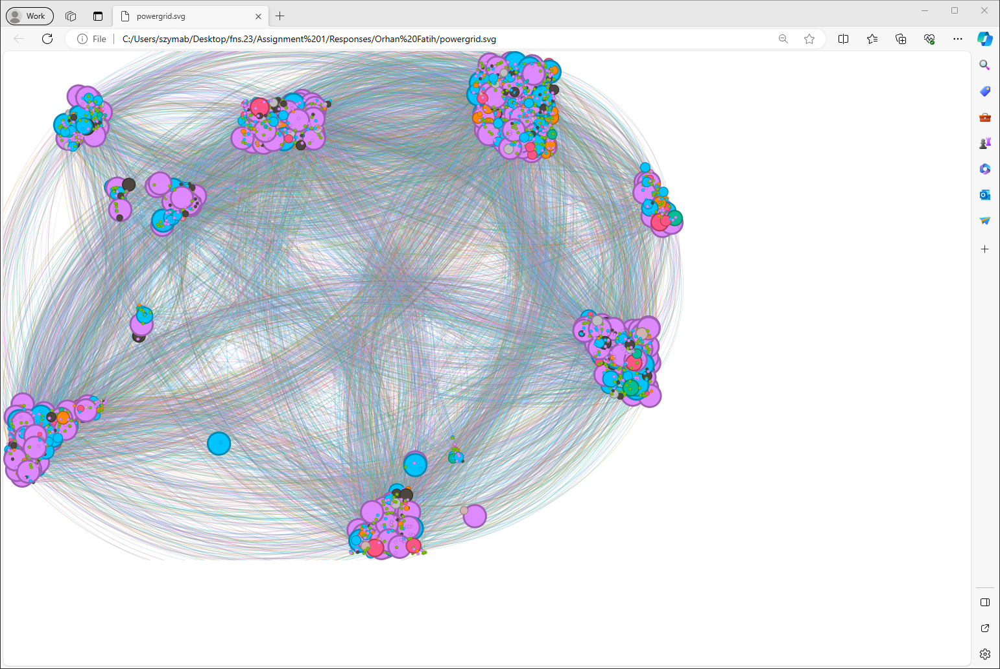 Work
powergrid.svg
File
C:/Users/szymab/Desktop/fns.23/Assignment%201/Responses/Orhan%20Fatih/powergrid.svg